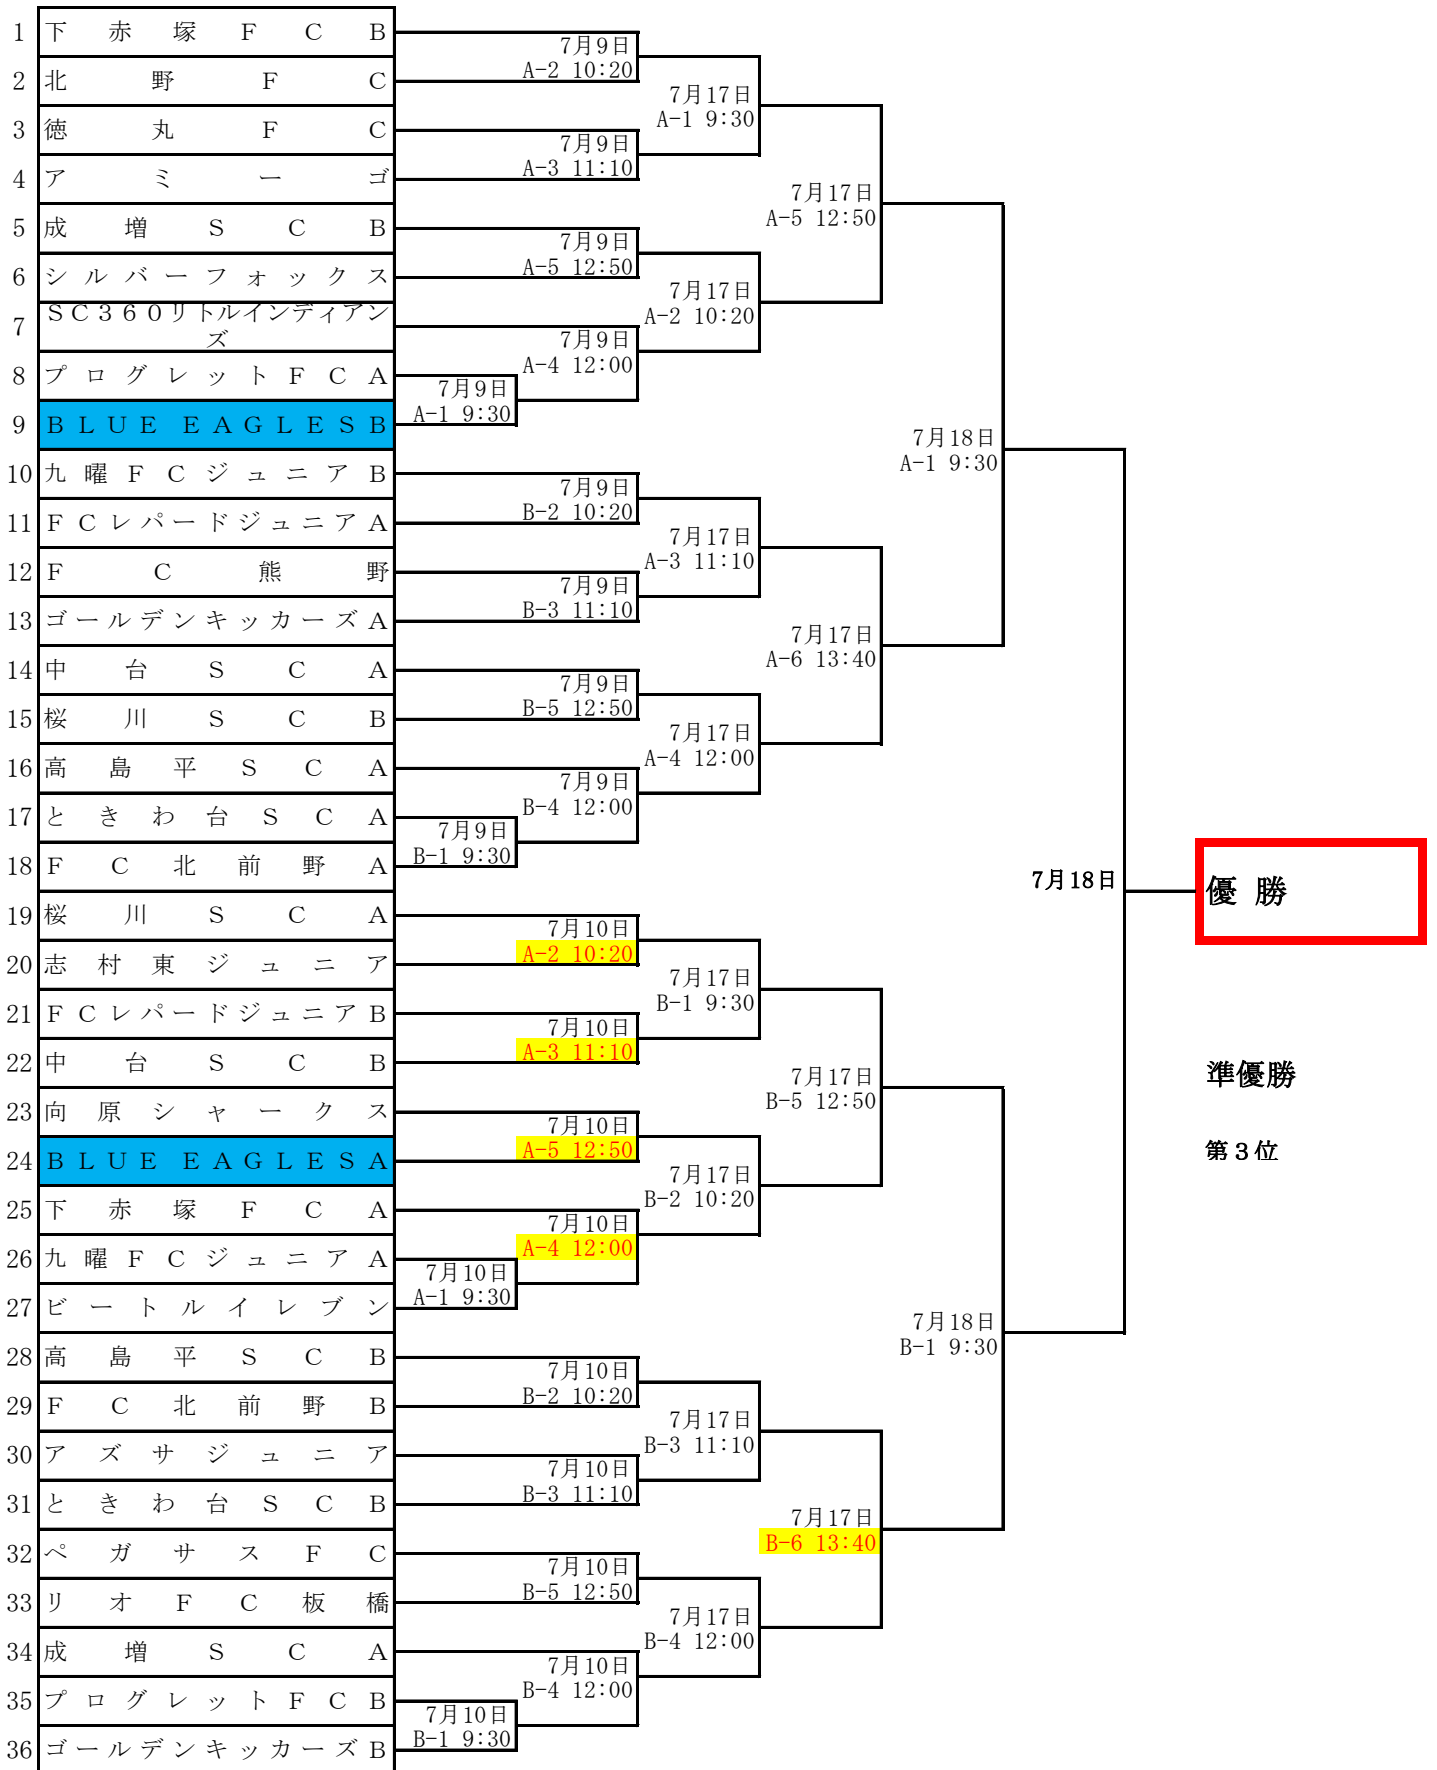 1 下赤塚ＦＣＢ
7月9日
A-2 10:20
2 北野ＦＣ
7月17日
A-1 9:30
3 徳丸ＦＣ
7月9日
A-3 11:10
4 アミーゴ
7月17日
A-5 12:50
5 成増ＳＣＢ
7月9日
A-5 12:50
6 シルバーフォックス
7月17日
A-2 10:20
7 ＳＣ３６０リトルインディアン
ズ
7月9日
A-4 12:00
8 プログレットＦＣＡ
7月9日
A-1 9:30
9 ＢＬＵＥ ＥＡＧＬＥＳＢ
7月18日
A-1 9:30
10 九曜ＦＣジュニアＢ
7月9日
B-2 10:20
11 ＦＣレパードジュニアＡ
7月17日
A-3 11:10
12 ＦＣ熊野
7月9日
B-3 11:10
13 ゴールデンキッカーズＡ
7月17日
A-6 13:40
14 中台ＳＣＡ
7月9日
B-5 12:50
15 桜川ＳＣＢ
7月17日
A-4 12:00
16 高島平ＳＣＡ
7月9日
B-4 12:00
17 ときわ台ＳＣＡ
7月9日
B-1 9:30
18 ＦＣ北前野Ａ
7月18日
優 勝
19 桜川ＳＣＡ
7月10日
A-2 10:20
20 志村東ジュニア
7月17日
B-1 9:30
21 ＦＣレパードジュニアＢ
7月10日
A-3 11:10
22 中台ＳＣＢ
7月17日
B-5 12:50
準優勝
23 向原シャークス
7月10日
A-5 12:50
第３位
24 ＢＬＵＥ ＥＡＧＬＥＳＡ
7月17日
B-2 10:20
25 下赤塚ＦＣＡ
7月10日
A-4 12:00
26 九曜ＦＣジュニアＡ
7月10日
A-1 9:30
27 ビートルイレブン
7月18日
B-1 9:30
28 高島平ＳＣＢ
7月10日
B-2 10:20
29 ＦＣ北前野Ｂ
7月17日
B-3 11:10
30 アズサジュニア
7月10日
B-3 11:10
31 ときわ台ＳＣＢ
7月17日
B-6 13:40
32 ペガサスＦＣ
7月10日
B-5 12:50
33 リオＦＣ板橋
7月17日
B-4 12:00
34 成増ＳＣＡ
7月10日
B-4 12:00
35 プログレットＦＣＢ
7月10日
B-1 9:30
36 ゴールデンキッカーズＢ